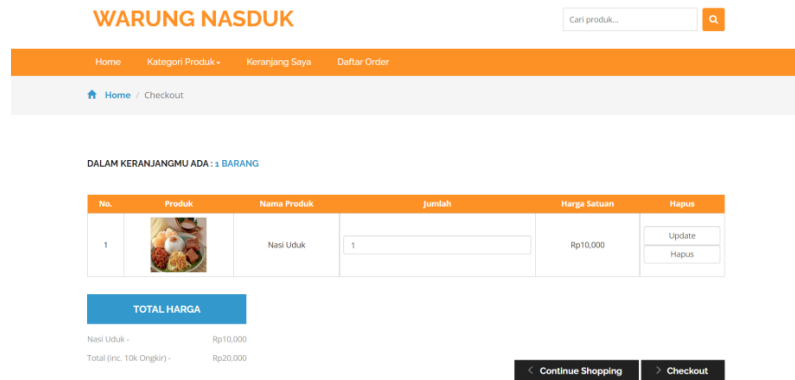 WARUNG NASDUK
Cari produk...
Home Kategori Produk Keranjang Saya Daftar Order
Home / Checkout
DALAM KERANJANGMU ADA : 1 BARANG
No. Produk Nama Produk Jumlah Harga Satuan Hapus
1 Nasi Uduk 1 Rp10,000 Update
Hapus
TOTAL HARGA
Nasi Uduk - Rp10,000
Total (inc. 10k Ongkir) - Rp20,000
< Continue Shopping > Checkout